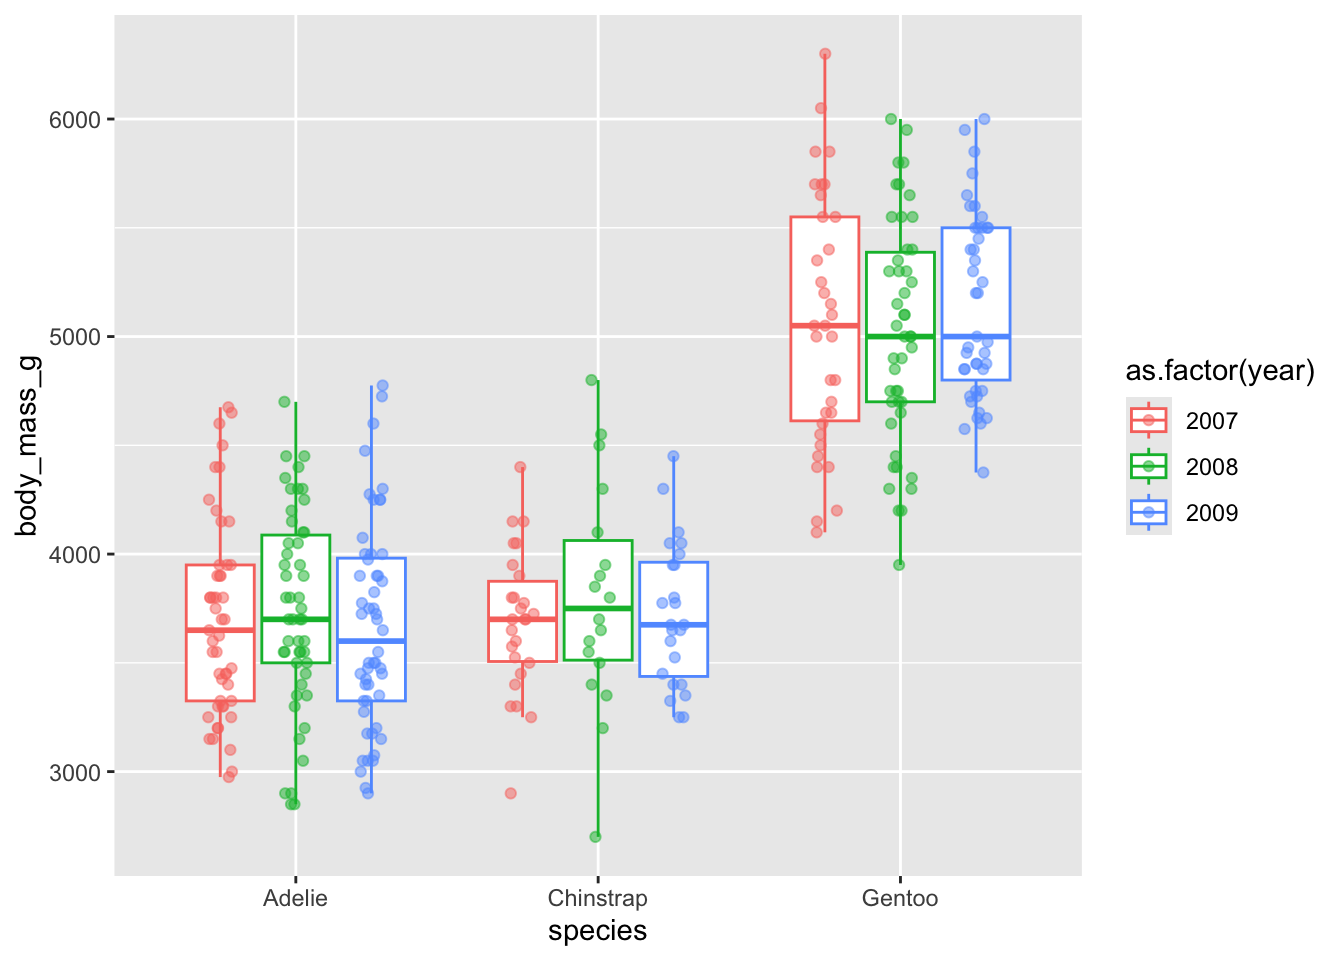 body_mass_g
6000
5000
4000
3000
Adelie
Chinstrap
Gentoo
species
as.factor(year)
2007
2008
2009